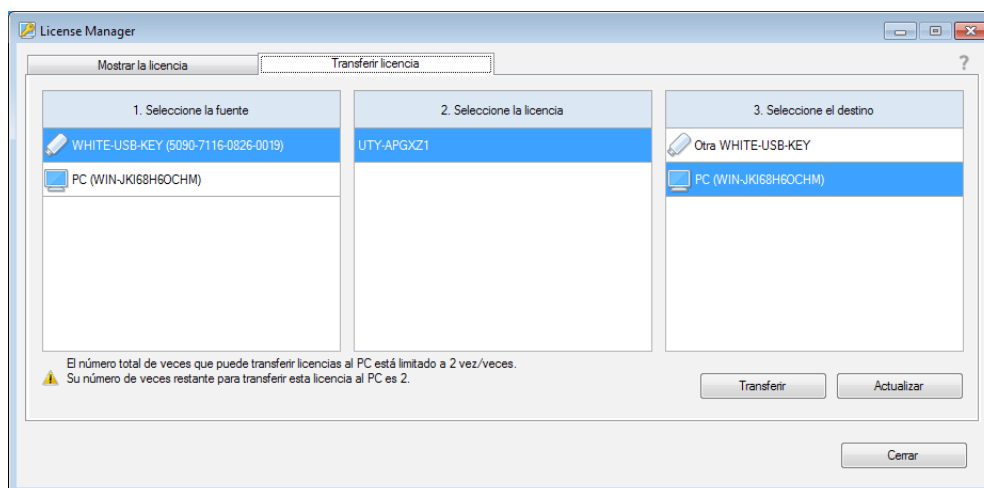 License Manager
Mostrar la licencia
Transferir licencia
?
1. Seleccione la fuente
2. Seleccione la licencia
3. Seleccione el destino
WHITE-USB-KEY (5090-7116-0826-0019)
UTY-APGXZ1
Otra WHITE-USB-KEY
PC (WIN-JKI68H6OCHM)
PC (WIN-JKI68H6OCHM)
El número total de veces que puede transferir licencias al PC está limitado a 2 vez/veces.
Su número de veces restante para transferir esta licencia al PC es 2.
Transferir
Actualizar
Cerrar